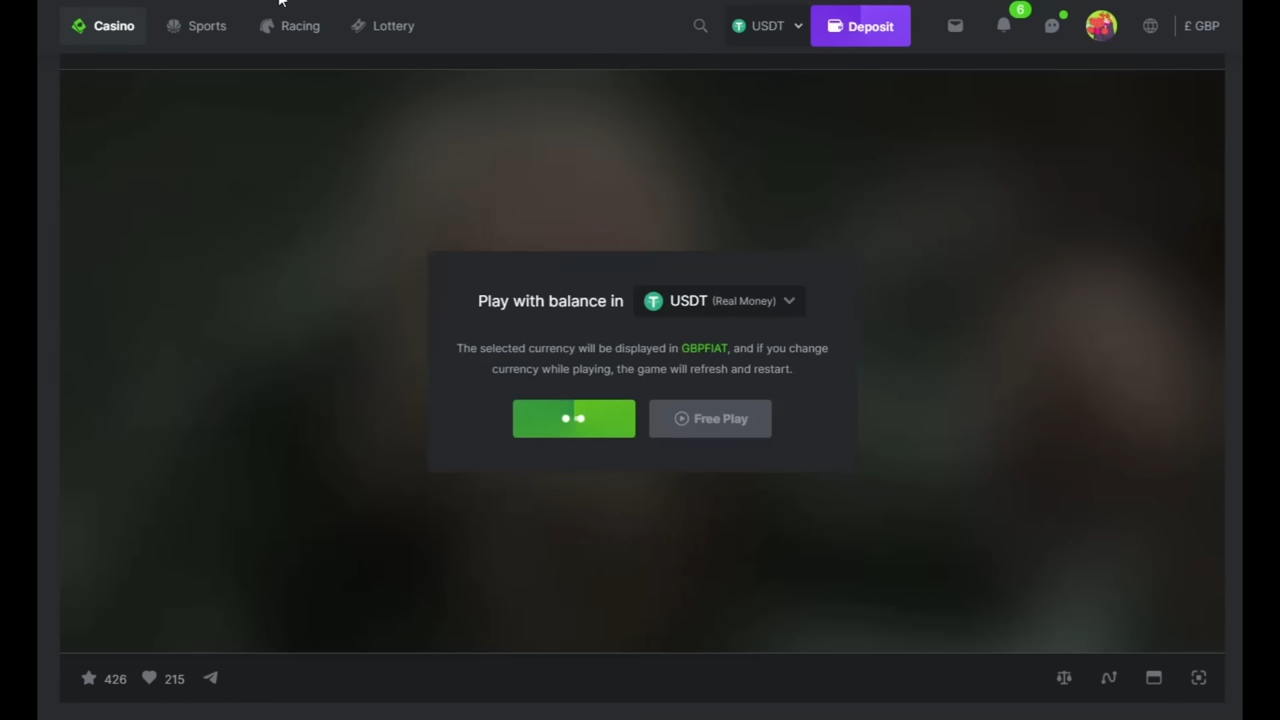 Casino Sports Racing Lottery USDT Deposit 6 £ GBP
Play with balance in USDT (Real Money)
The selected currency will be displayed in GBPFIAT, and if you change
currency while playing, the game will refresh and restart.
Free Play
426 215